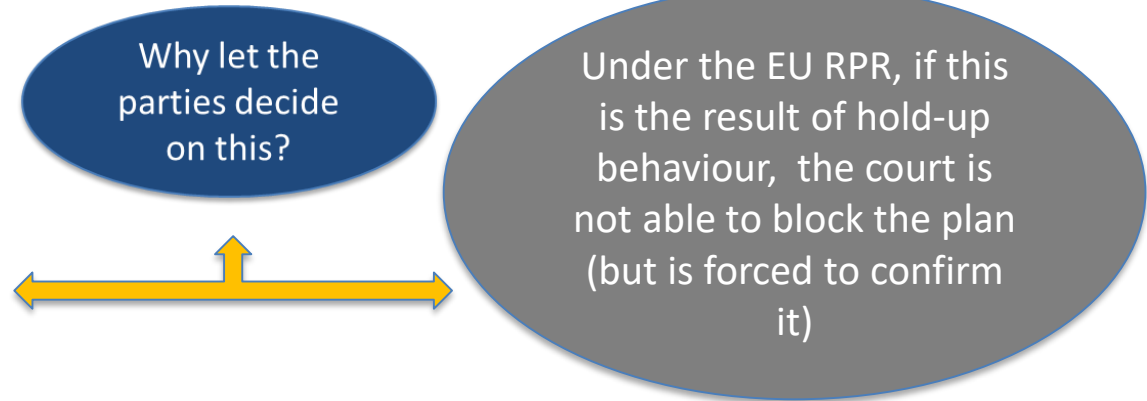 Why let the
parties decide
on this?
Under the EU RPR, if this
is the result of hold-up
behaviour,  the court is
not able to block the plan
(but is forced to confirm
it)